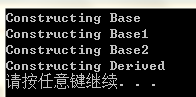 Constructing Base
Constructing Base1
Constructing Base2
Constructing Derived
请按任意键继续. . .